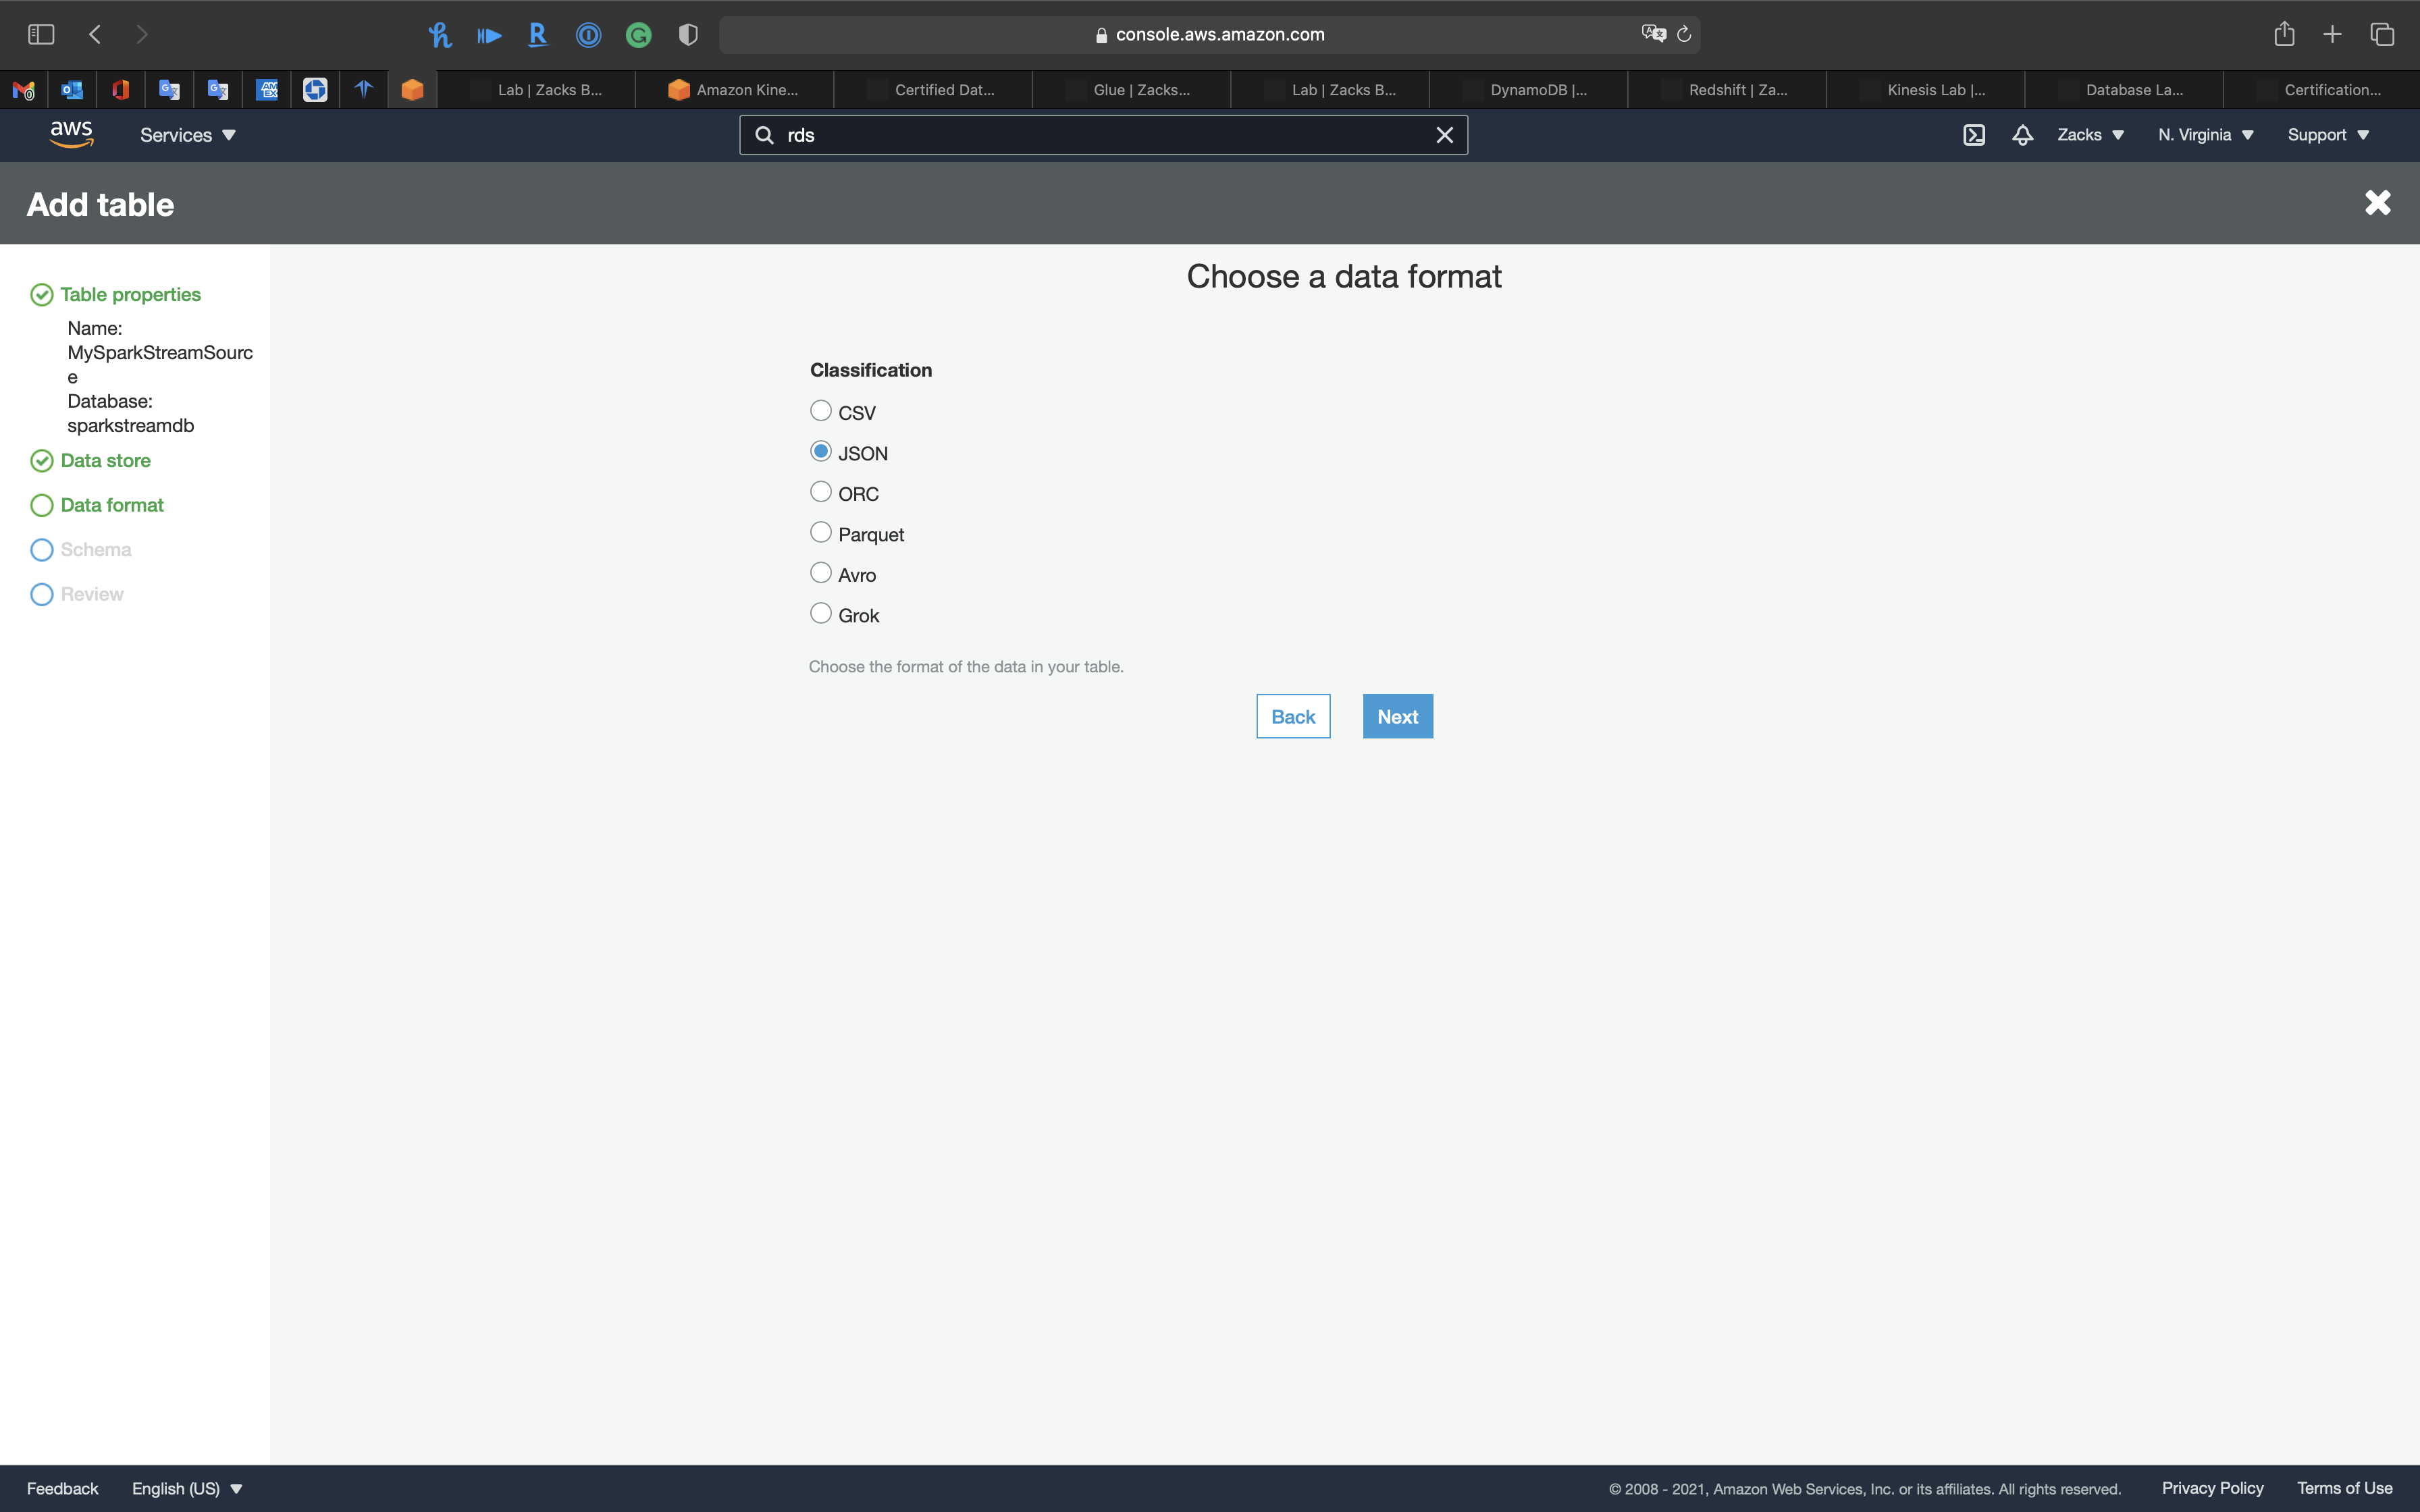 console.aws.amazon.com
Lab | Zacks B...
Amazon Kine...
Certified Dat...
Glue | Zacks...
Lab | Zacks B...
DynamoDB |...
Redshift | Za...
Kinesis Lab |...
Database La...
Certification...
aws
Services
rds
Zacks
N. Virginia
Support
Add table
Table properties
Name:
MySparkStreamSourc
e
Database:
sparkstreamdb
Data store
Data format
Schema
Review
Choose a data format
Classification
CSV
JSON
ORC
Parquet
Avro
Grok
Choose the format of the data in your table.
Back
Next
Feedback
English (US)
© 2008 - 2021, Amazon Web Services, Inc. or its affiliates. All rights reserved.
Privacy Policy
Terms of Use